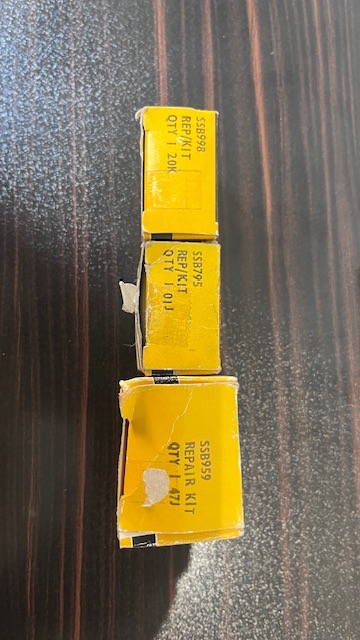 SSB998
REP/KIT
QTY 1 20K
SSB795
REP/KIT
QTY 1 01J
SSB959
REPAIR KIT
QTY 1 47J